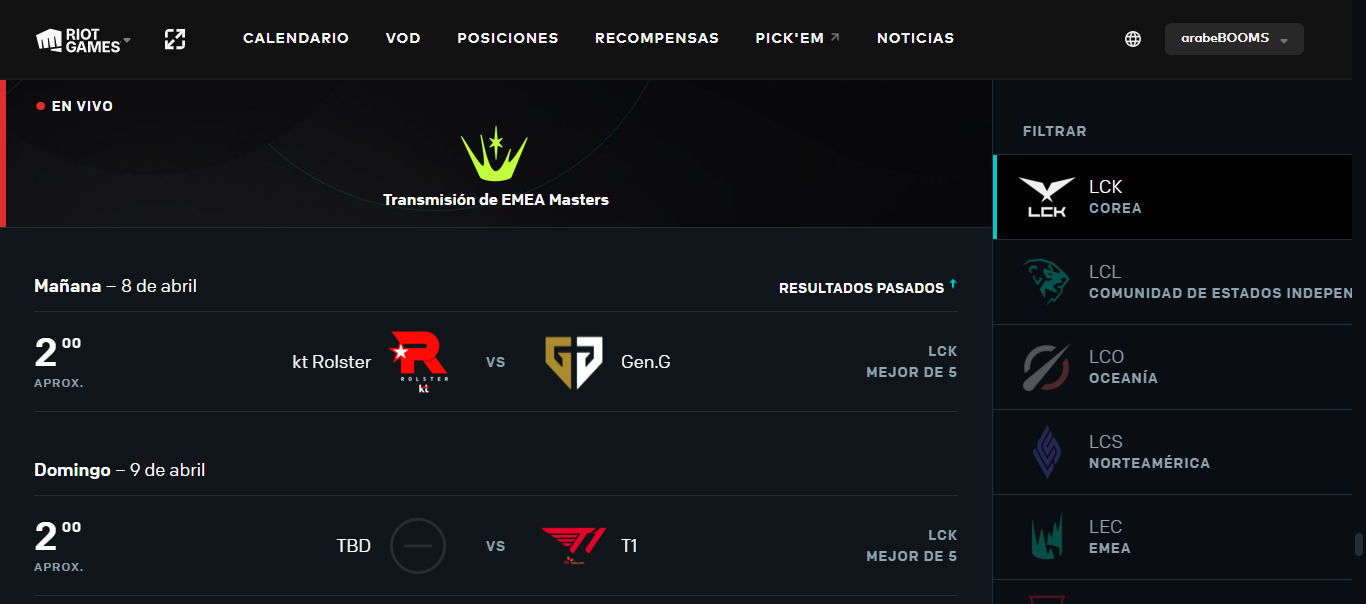 RIOT GAMES
CALENDARIO VOD POSICIONES RECOMPENSAS PICK'EM NOTICIAS arabeBOOMS
EN VIVO
Transmisión de EMEA Masters
Mañana – 8 de abril
RESULTADOS PASADOS
2 00
APROX.
kt Rolster
R
ROLSTER
kt
VS
Gen.G
LCK
MEJOR DE 5
Domingo – 9 de abril
2 00
APROX.
TBD
VS
T1
T1
LCK
MEJOR DE 5
FILTRAR
LCK
LCK
COREA
LCL
COMUNIDAD DE ESTADOS INDEPEN
LCO
OCEANÍA
LCS
NORTEAMÉRICA
LEC
EMEA